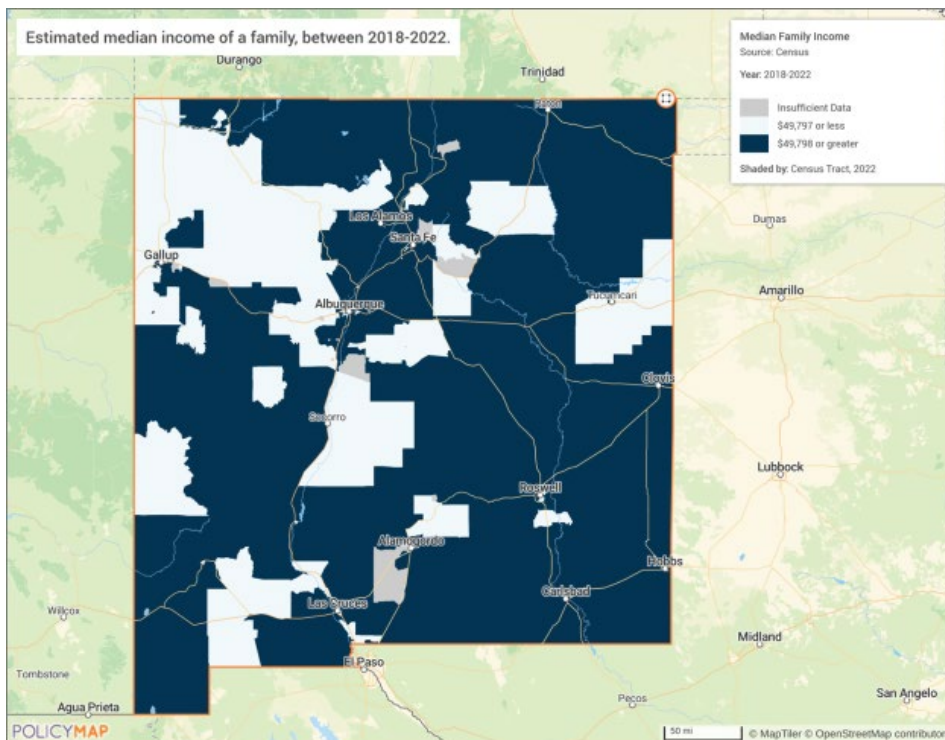 Estimated median income of a family, between 2018-2022.
Median Family Income
Source: Census
Year: 2018-2022
Insufficient Data
$49,797 or less
$49,798 or greater
Shaded by: Census Tract, 2022
Durango
Trinidad
Raton
Dumas
Los Alamos
Santa Fe
Gallup
Tucumcari
Amarillo
Albuquerque
Clovis
Socorro
Lubbock
Roswell
Alamogordo
Hobbs
Carlsbad
Las Cruces
Willcox
Midland
El Paso
Tombstone
San Angelo
Pecos
Agua Prieta
POLICYMAP
50 mi
© MapTiler © OpenStreetMap contributor